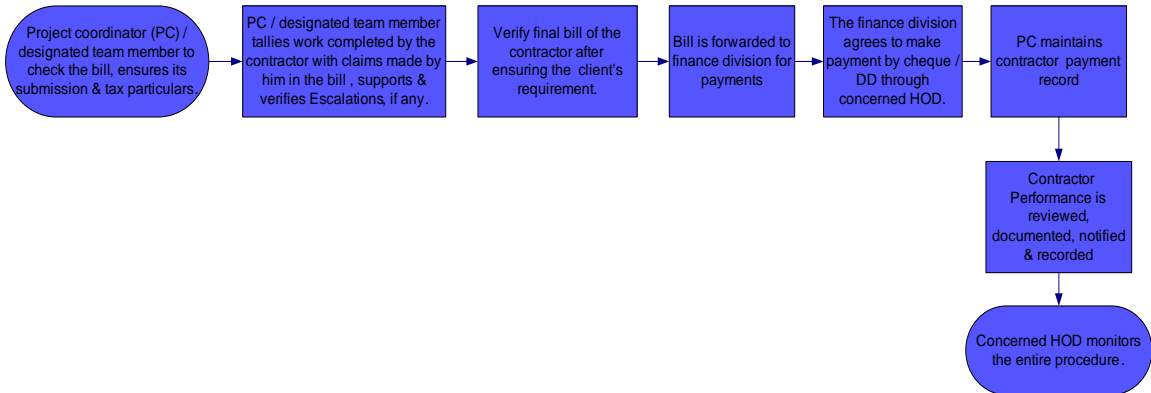 Project coordinator (PC) /
designated team member to
check the bill, ensures its
submission & tax particulars.
PC / designated team member
tallies work completed by the
contractor with claims made by
him in the bill , supports &
verifies Escalations, if any.
Verify final bill of the
contractor after
ensuring the client's
requirement.
Bill is forwarded to
finance division for
payments
The finance division
agrees to make
payment by cheque /
DD through
concerned HOD.
PC maintains
contractor payment
record
Contractor
Performance is
reviewed,
documented, notified
& recorded
Concerned HOD monitors
the entire procedure.